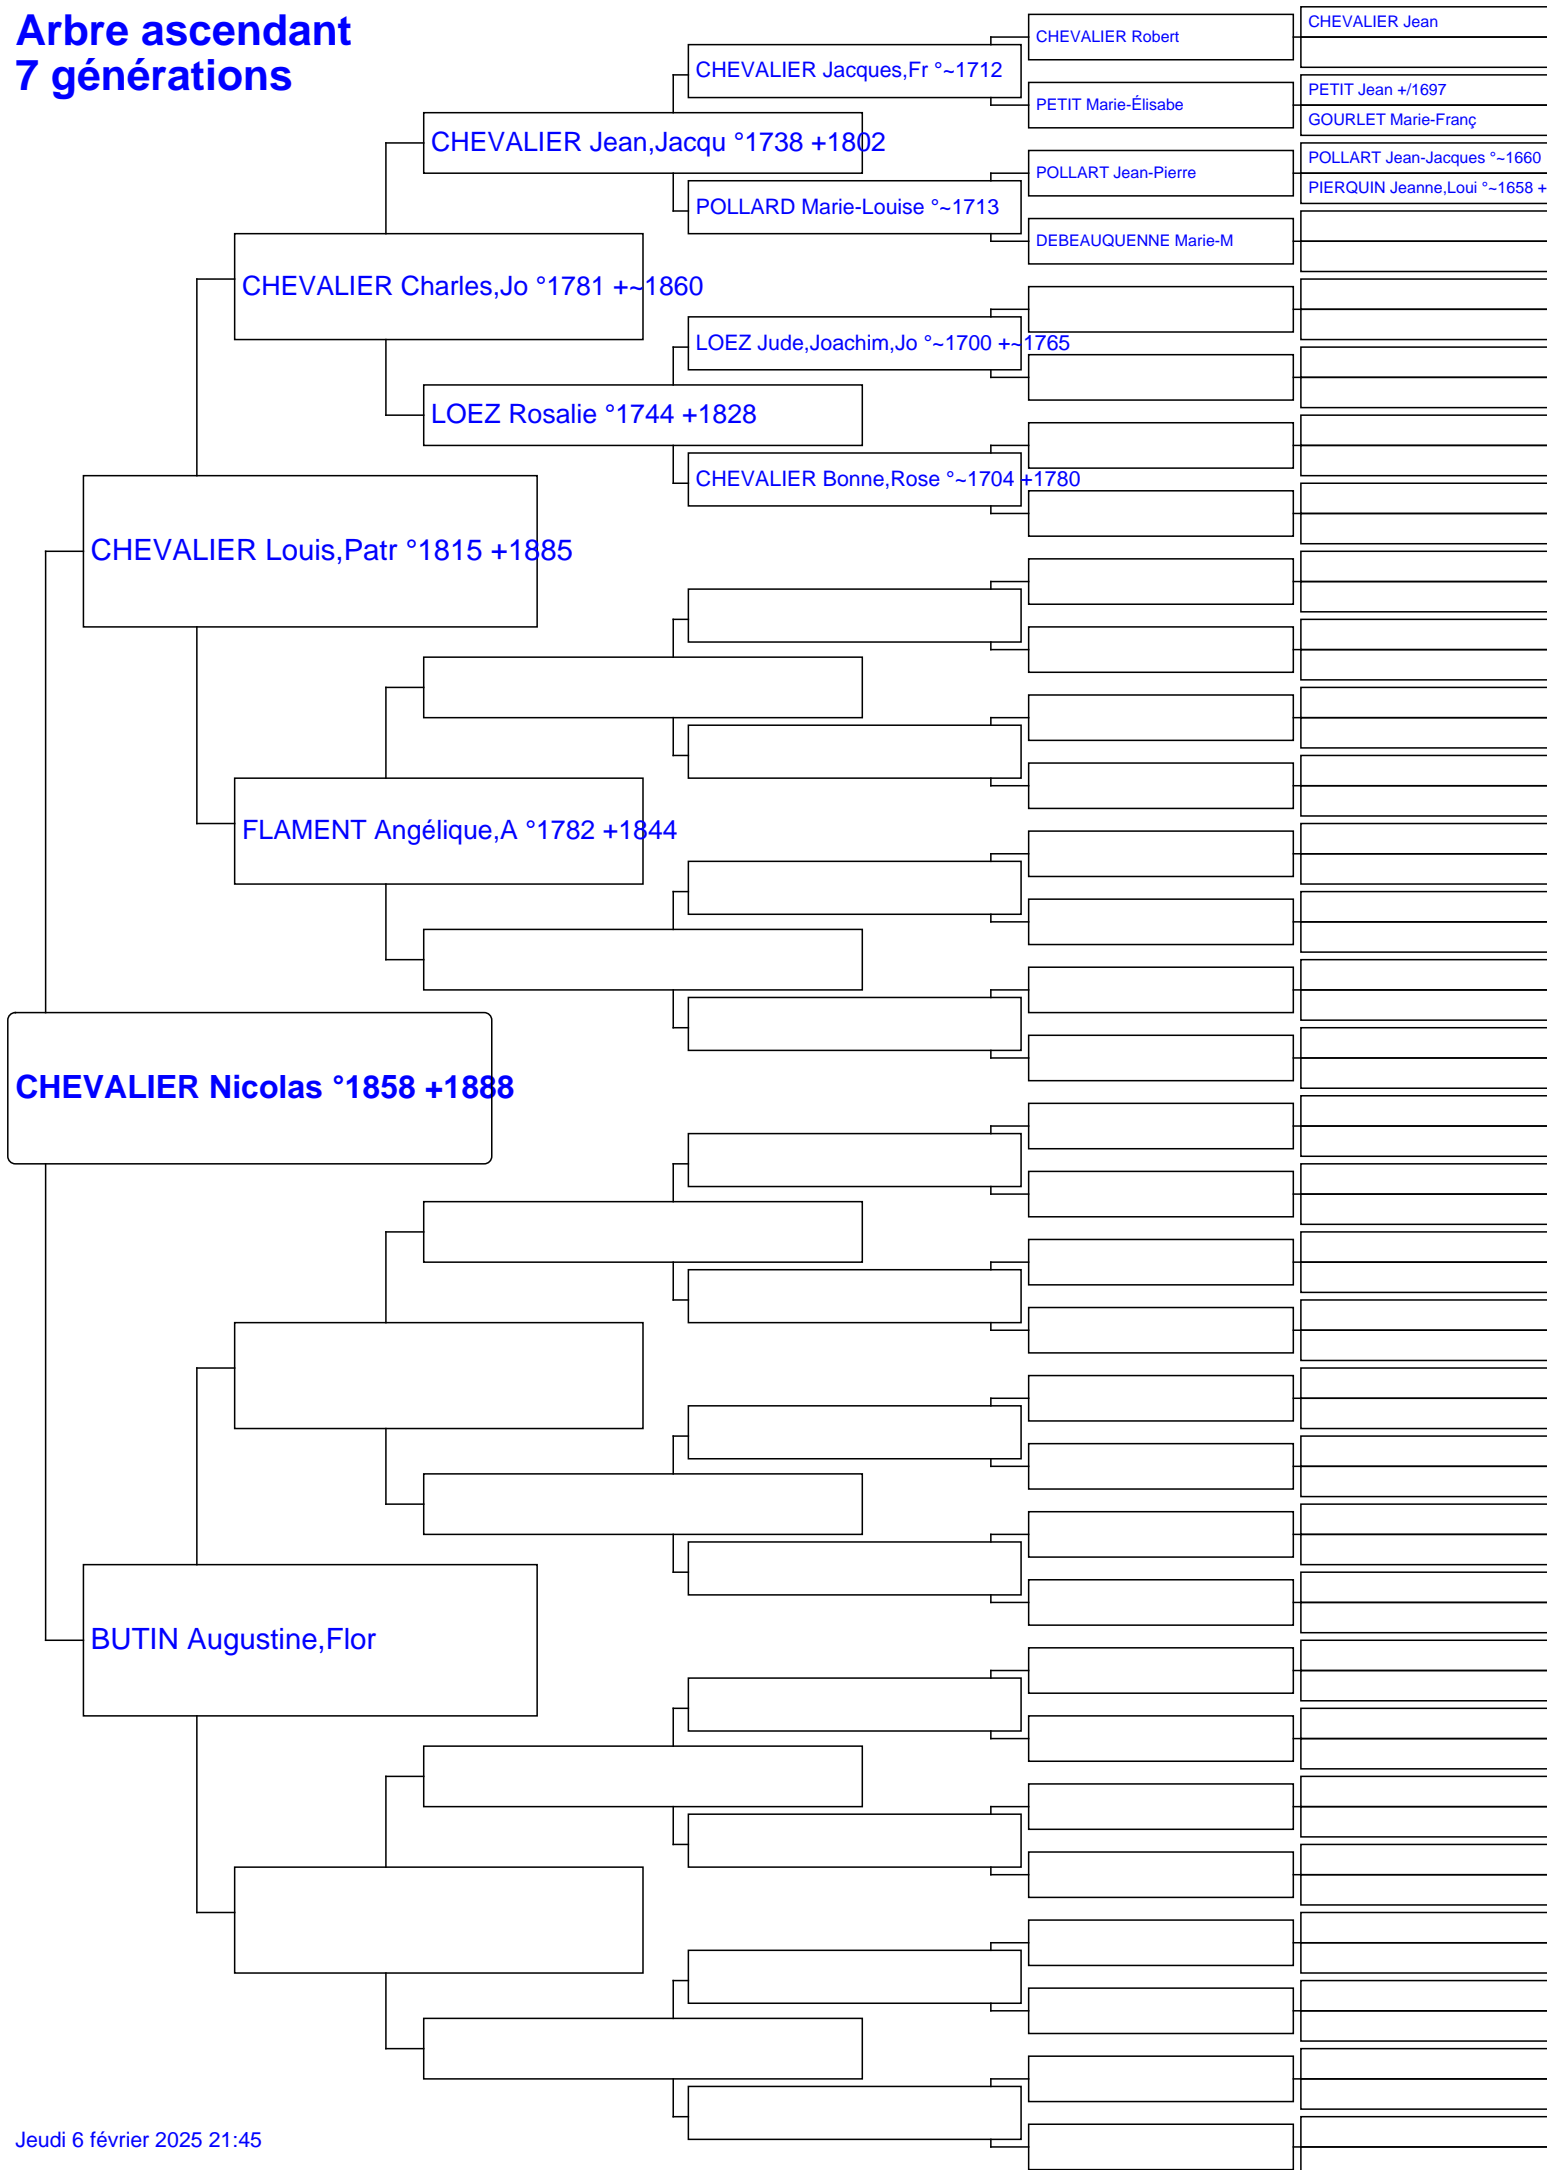 Arbre ascendant
7 générations
CHEVALIER Jean
CHEVALIER Robert
CHEVALIER Jacques,Fr °~1712
PETIT Jean +/1697
PETIT Marie-Élisabe
GOURLET Marie-Franç
CHEVALIER Jean,Jacqu °1738 +1802
POLLART Jean-Jacques °~1660
POLLART Jean-Pierre
PIERQUIN Jeanne,Loui °~1658 +
POLLARD Marie-Louise °~1713
DEBEAUQUENNE Marie-M
CHEVALIER Charles,Jo °1781 +~1860
LOEZ Jude,Joachim,Jo °~1700 +~1765
LOEZ Rosalie °1744 +1828
CHEVALIER Bonne,Rose °~1704 +1780
CHEVALIER Louis,Patr °1815 +1885
FLAMENT Angélique,A °1782 +1844
CHEVALIER Nicolas °1858 +1888
BUTIN Augustine,Flor
Jeudi 6 février 2025 21:45